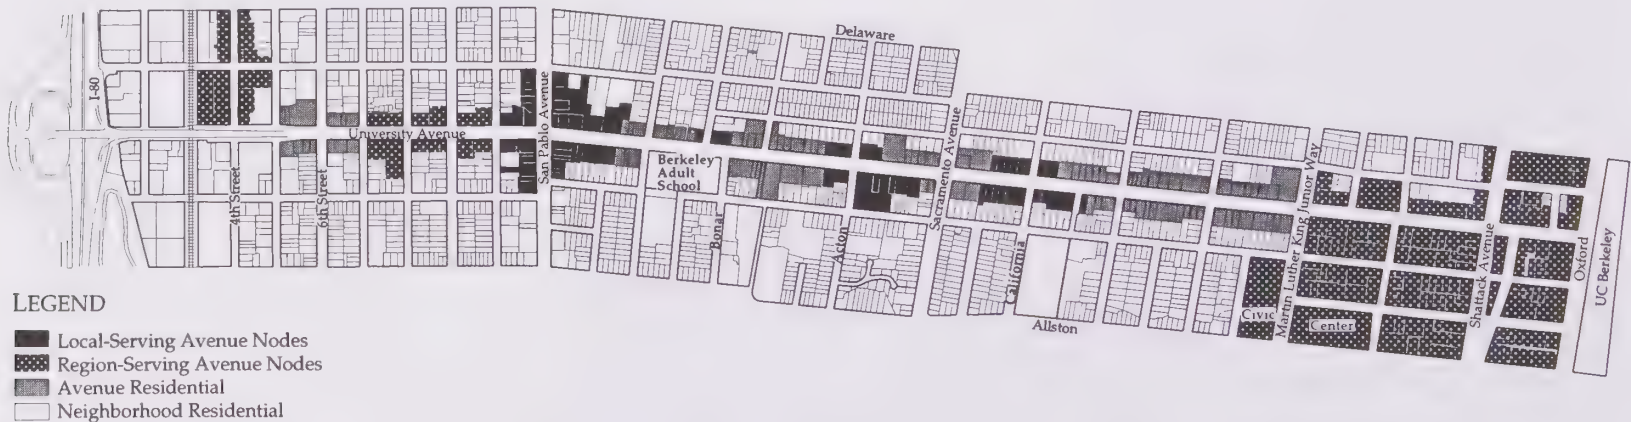 Delaware
I-80
University Avenue
San Pablo Avenue
4th Street
6th Street
Berkeley
Adult
School
Bonar
Acton
Sacramento Avenue
California
Allston
Martin Luther King Junior Way
Civic
Center
Shattack Avenue
Oxford
UC Berkeley
LEGEND
Local-Serving Avenue Nodes
Region-Serving Avenue Nodes
Avenue Residential
Neighborhood Residential